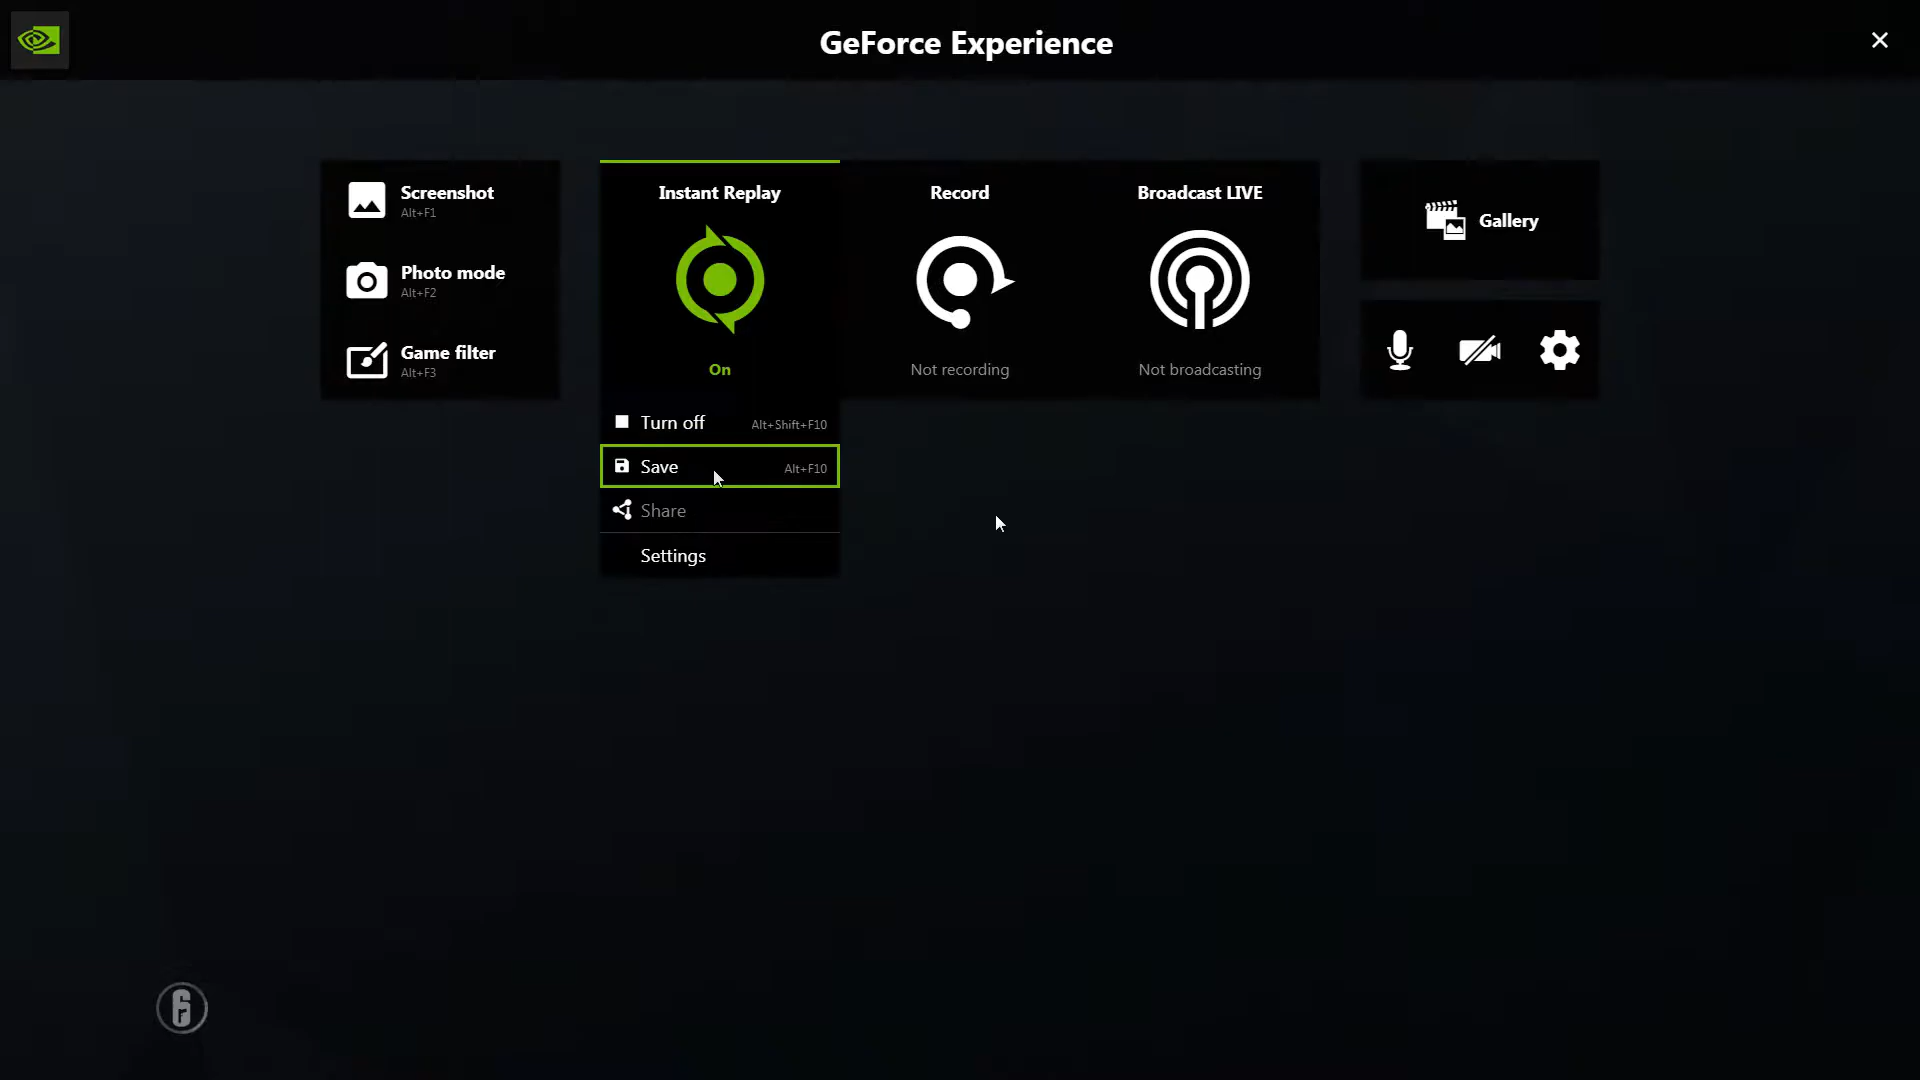 GeForce Experience
Screenshot
Alt+F1
Photo mode
Alt+F2
Game filter
Alt+F3
Instant Replay
On
Turn off Alt+Shift+F10
Save Alt+F10
Share
Settings
Record
Not recording
Broadcast LIVE
Not broadcasting
Gallery